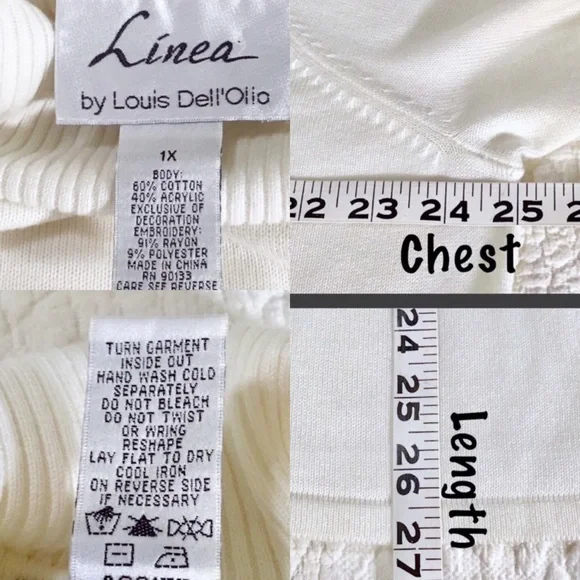 Linea
by Louis Dell'Olio
1X
BODY:
60% COTTON
40% ACRYLIC
EXCLUSIVE OF
DECORATION
EMBROIDERY:
91% RAYON
9% POLYESTER
MADE IN CHINA
RN 90133
CARE SEE REVERSE
22 23 24 25
Chest
TURN GARMENT
INSIDE OUT
HAND WASH COLD
SEPARATELY
DO NOT BLEACH
DO NOT TWIST
OR WRING
RESHAPE
LAY FLAT TO DRY
COOL IRON
ON REVERSE SIDE
IF NECESSARY
24 25 26 27
Length